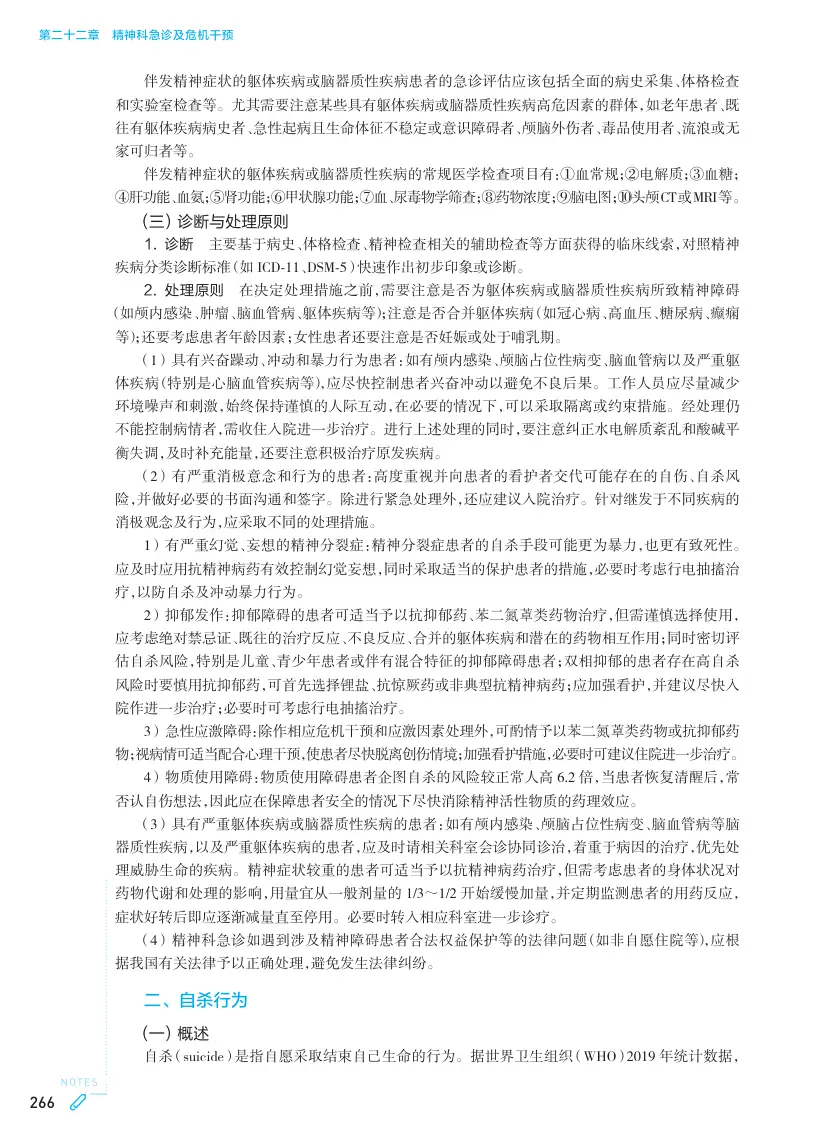 第二十二章 精神科急诊及危机干预
伴发精神症状的躯体疾病或脑器质性疾病患者的急诊评估应该包括全面的病史采集、体格检查
和实验室检查等。尤其需要注意某些具有躯体疾病或脑器质性疾病高危因素的群体，如老年患者、既
往有躯体疾病病史者、急性起病且生命体征不稳定或意识障碍者、颅脑外伤者、毒品使用者、流浪或无
家可归者等。
伴发精神症状的躯体疾病或脑器质性疾病的常规医学检查项目有：①血常规；②电解质；③血糖；
④肝功能、血氨；⑤肾功能；⑥甲状腺功能；⑦血、尿毒物学筛查；⑧药物浓度；⑨脑电图；⑩头颅CT或MRI等。
（三）诊断与处理原则
1. 诊断 主要基于病史、体格检查、精神检查相关的辅助检查等方面获得的临床线索，对照精神
疾病分类诊断标准（如 ICD-11、DSM-5）快速作出初步印象或诊断。
2. 处理原则 在决定处理措施之前，需要注意是否为躯体疾病或脑器质性疾病所致精神障碍
（如颅内感染、肿瘤、脑血管病、躯体疾病等）；注意是否合并躯体疾病（如冠心病、高血压、糖尿病、癫痫
等）；还要考虑患者年龄因素；女性患者还要注意是否妊娠或处于哺乳期。
（1）具有兴奋躁动、冲动和暴力行为患者：如有颅内感染、颅脑占位性病变、脑血管病以及严重躯
体疾病（特别是心脑血管疾病等），应尽快控制患者兴奋冲动以避免不良后果。工作人员应尽量减少
环境噪声和刺激，始终保持谨慎的人际互动，在必要的情况下，可以采取隔离或约束措施。经处理仍
不能控制病情者，需收住入院进一步治疗。进行上述处理的同时，要注意纠正水电解质紊乱和酸碱平
衡失调，及时补充能量，还要注意积极治疗原发疾病。
（2）有严重消极意念和行为的患者：高度重视并向患者的看护者交代可能存在的自伤、自杀风
险，并做好必要的书面沟通和签字。除进行紧急处理外，还应建议入院治疗。针对继发于不同疾病的
消极观念及行为，应采取不同的处理措施。
1）有严重幻觉、妄想的精神分裂症：精神分裂症患者的自杀手段可能更为暴力，也更有致死性。
应及时应用抗精神病药有效控制幻觉妄想，同时采取适当的保护患者的措施，必要时考虑行电抽搐治
疗，以防自杀及冲动暴力行为。
2）抑郁发作：抑郁障碍的患者可适当予以抗抑郁药、苯二氮䓬类药物治疗，但需谨慎选择使用，
应考虑绝对禁忌证、既往的治疗反应、不良反应、合并的躯体疾病和潜在的药物相互作用；同时密切评
估自杀风险，特别是儿童、青少年患者或伴有混合特征的抑郁障碍患者；双相抑郁的患者存在高自杀
风险时要慎用抗抑郁药，可首先选择锂盐、抗惊厥药或非典型抗精神病药；应加强看护，并建议尽快入
院作进一步治疗；必要时可考虑行电抽搐治疗。
3）急性应激障碍：除作相应危机干预和应激因素处理外，可酌情予以苯二氮䓬类药物或抗抑郁药
物；视病情可适当配合心理干预，使患者尽快脱离创伤情境；加强看护措施，必要时可建议住院进一步治疗。
4）物质使用障碍：物质使用障碍患者企图自杀的风险较正常人高 6.2 倍，当患者恢复清醒后，常
否认自伤想法，因此应在保障患者安全的情况下尽快消除精神活性物质的药理效应。
（3）具有严重躯体疾病或脑器质性疾病的患者：如有颅内感染、颅脑占位性病变、脑血管病等脑
器质性疾病，以及严重躯体疾病的患者，应及时请相关科室会诊协同诊治，着重于病因的治疗，优先处
理威胁生命的疾病。精神症状较重的患者可适当予以抗精神病药治疗，但需考虑患者的身体状况对
药物代谢和处理的影响，用量宜从一般剂量的 1/3～1/2 开始缓慢加量，并定期监测患者的用药反应，
症状好转后即应逐渐减量直至停用。必要时转入相应科室进一步诊疗。
（4）精神科急诊如遇到涉及精神障碍患者合法权益保护等的法律问题（如非自愿住院等），应根
据我国有关法律予以正确处理，避免发生法律纠纷。
二、自杀行为
（一）概述
自杀（suicide）是指自愿采取结束自己生命的行为。据世界卫生组织（WHO）2019 年统计数据，
NOTES
266